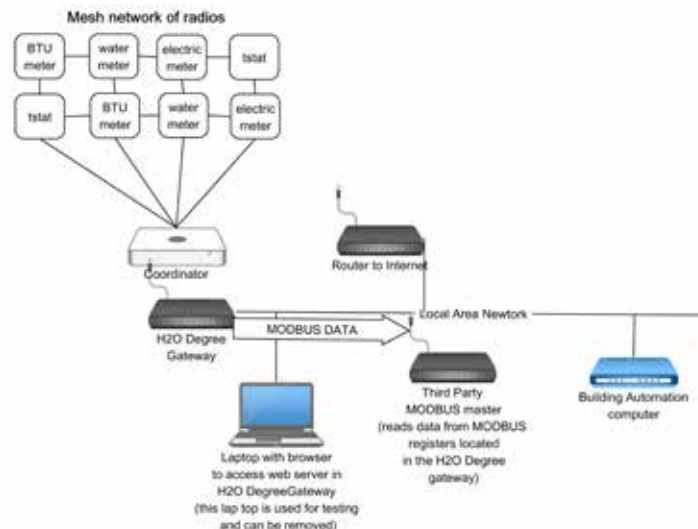 Mesh network of radios
BTU
meter
water
meter
electric
meter
tstat
tstat
BTU
meter
water
meter
electric
meter
Coordinator
Router to Internet
H2O Degree
Gateway
MODBUS DATA
Local Area Newtork
Third Party
MODBUS master
(reads data from MODBUS
registers located
in the H2O Degree
gateway)
Building Automation
computer
Laptop with browser
to access web server in
H2O DegreeGateway
(this lap top is used for testing
and can be removed)